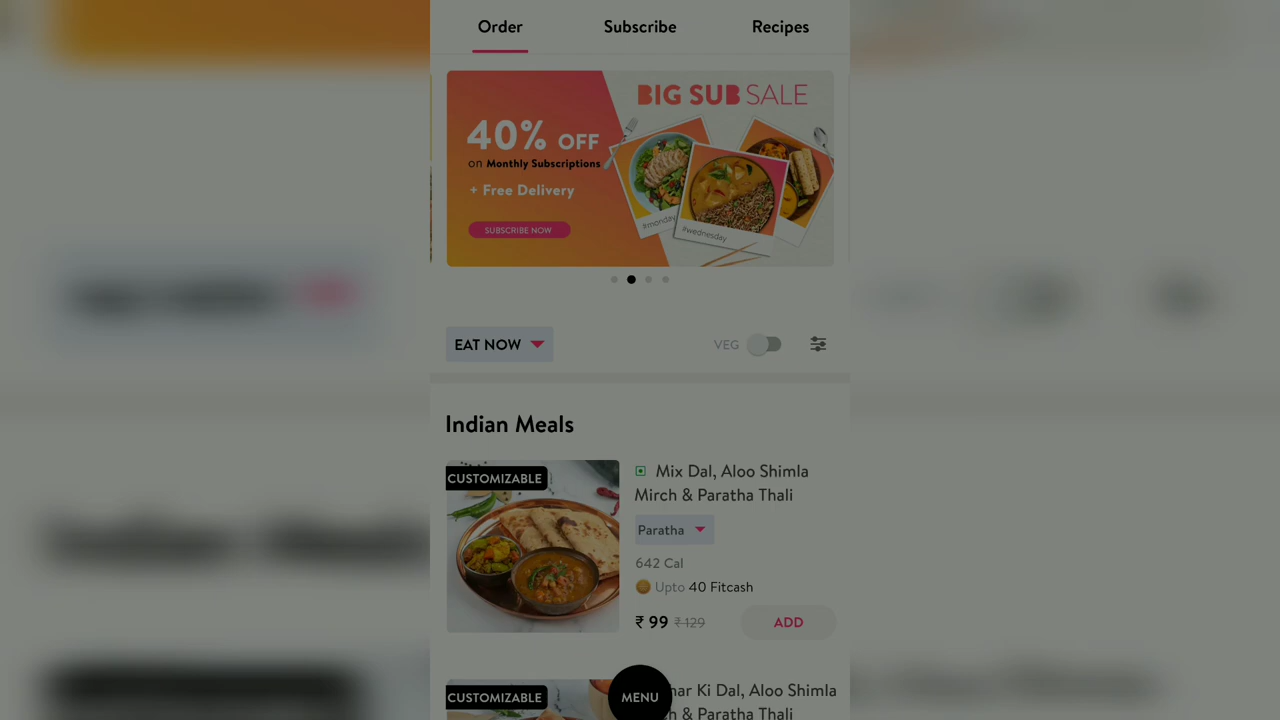 Order Subscribe Recipes
BIG SUB SALE
40% OFF
on Monthly Subscriptions
+ Free Delivery
SUBSCRIBE NOW
#monday
#wednesday
EAT NOW
VEG
Indian Meals
CUSTOMIZABLE
Mix Dal, Aloo Shimla
Mirch & Paratha Thali
Paratha
642 Cal
Upto 40 Fitcash
₹ 99 ₹ 129
ADD
CUSTOMIZABLE
MENU
Ki Dal, Aloo Shimla
& Paratha Thali